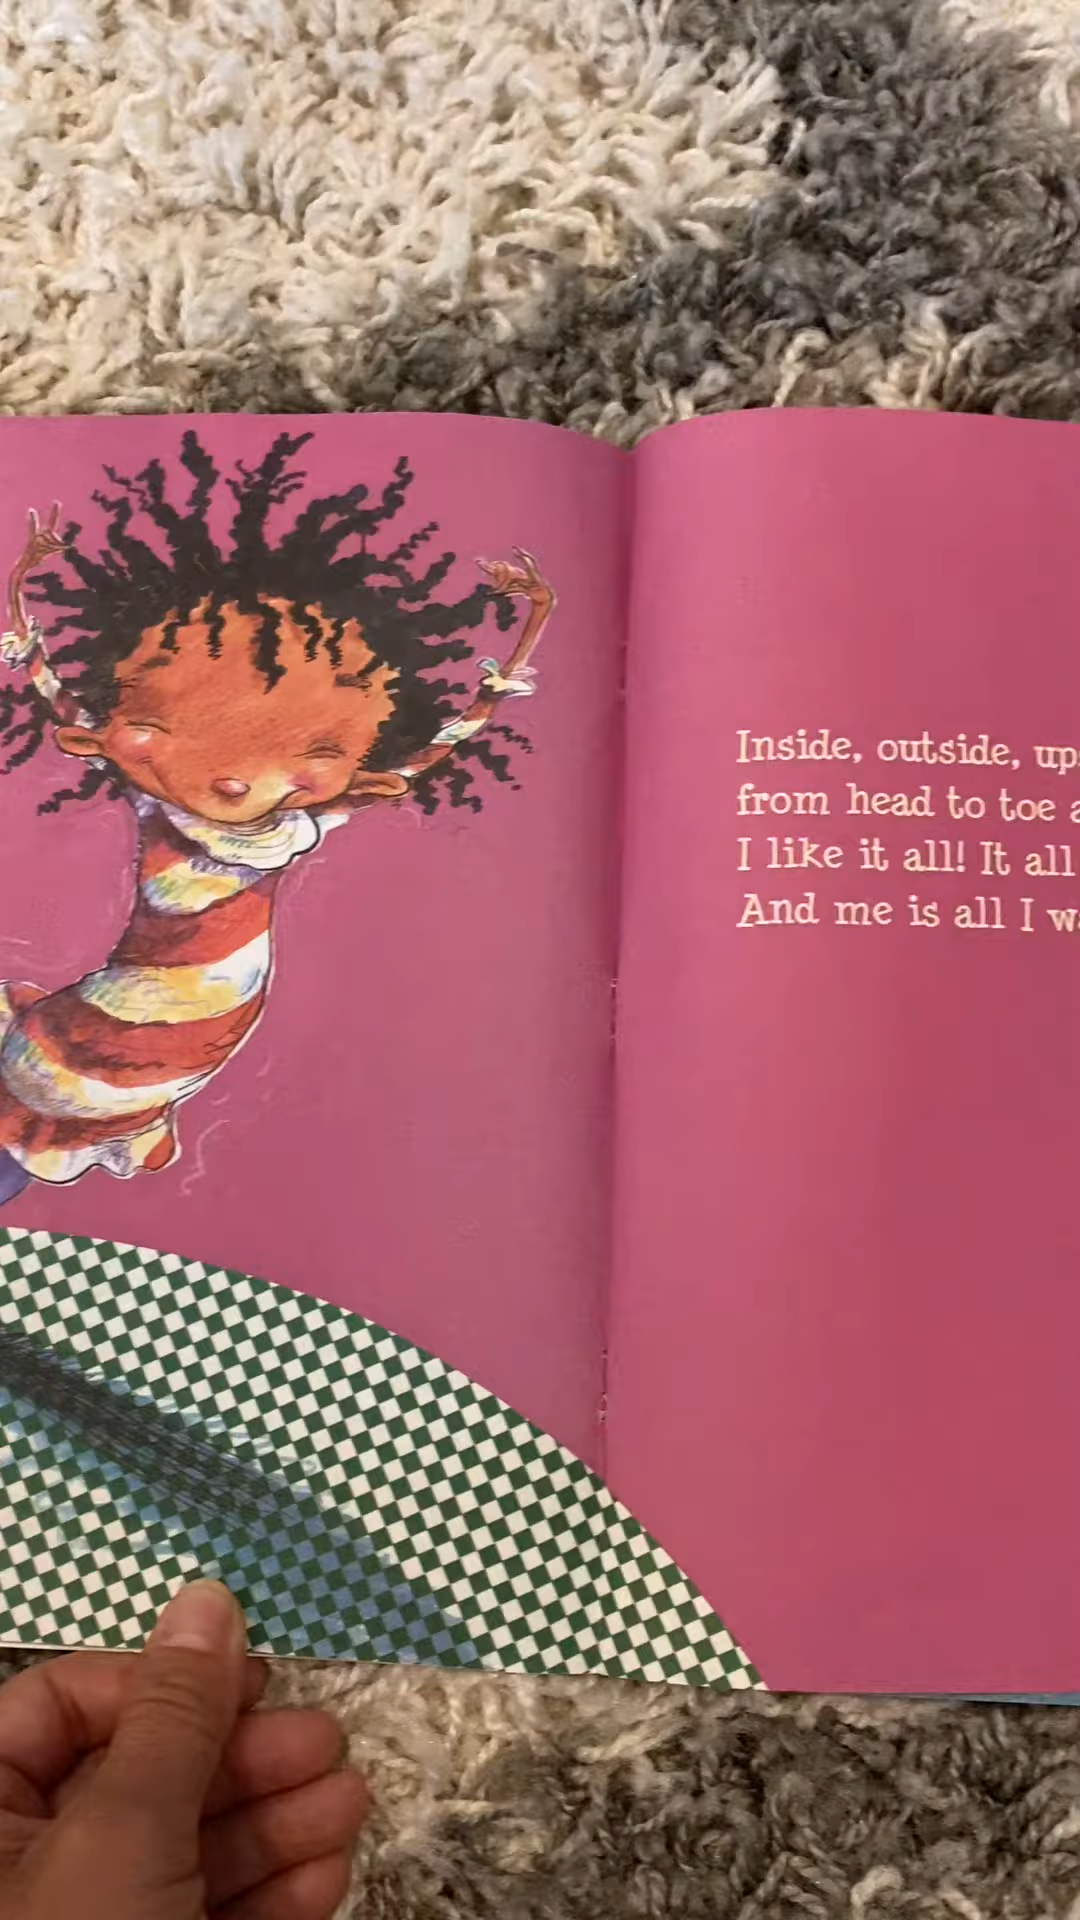 Inside, outside, up
from head to toe a
I like it all! It all
And me is all I w